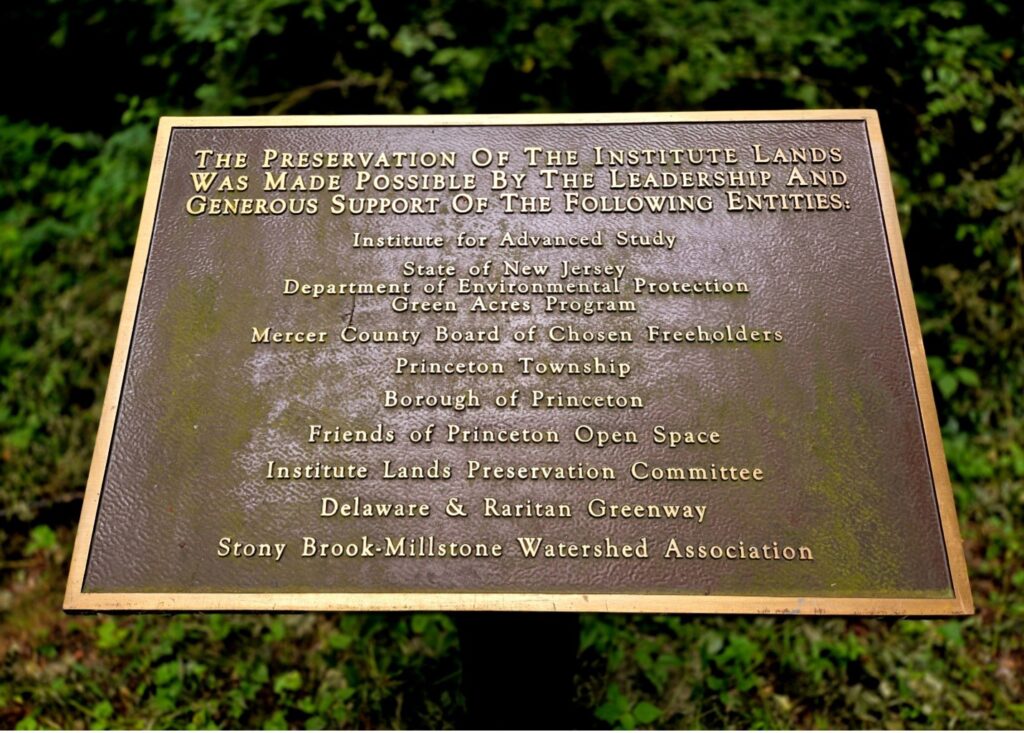 The Preservation Of The Institute Lands
Was Made Possible By The Leadership And
Generous Support Of The Following Entities:
Institute for Advanced Study
State of New Jersey
Department of Environmental Protection
Green Acres Program
Mercer County Board of Chosen Freeholders
Princeton Township
Borough of Princeton
Friends of Princeton Open Space
Institute Lands Preservation Committee
Delaware & Raritan Greenway
Stony Brook-Millstone Watershed Association